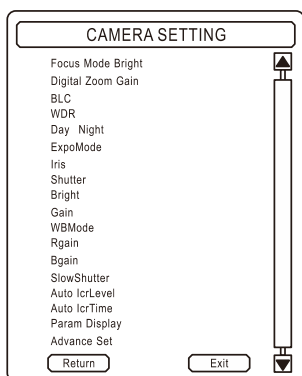 CAMERA SETTING
Focus Mode Bright
Digital Zoom Gain
BLC
WDR
Day Night
ExpoMode
Iris
Shutter
Bright
Gain
WBMode
Rgain
Bgain
SlowShutter
Auto IcrLevel
Auto IcrTime
Param Display
Advance Set
Return Exit